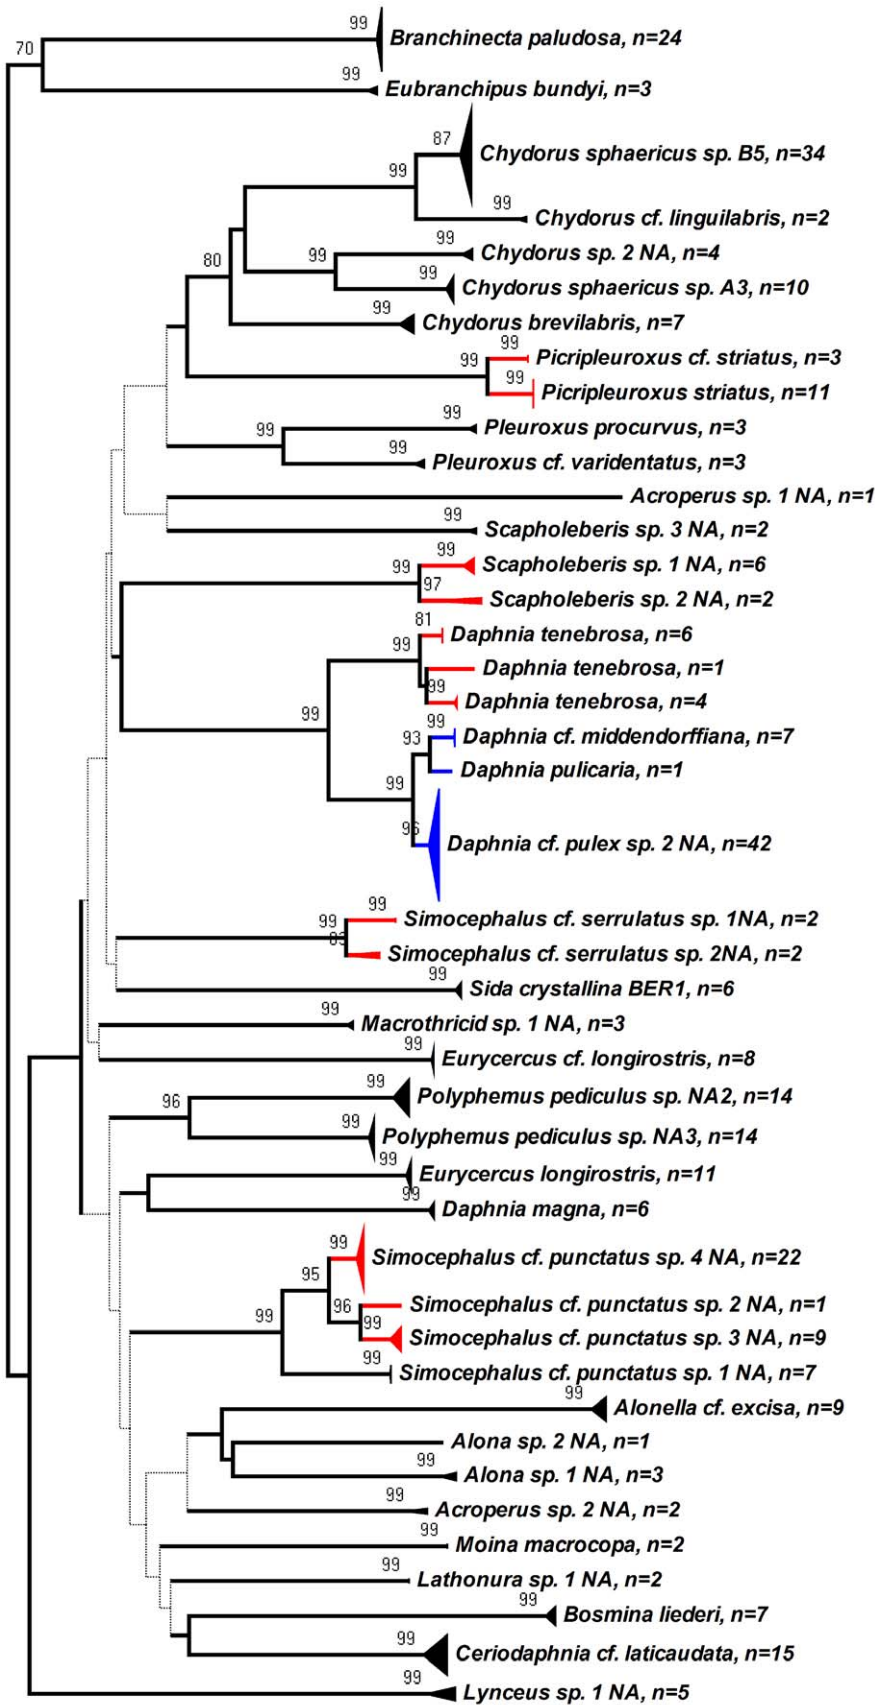 99
Branchinecta paludosa, n=24
70
99
Eubranchipus bundyi, n=3
87
Chydorus sphaericus sp. B5, n=34
99
99
Chydorus cf. linguilabris, n=2
99
Chydorus sp. 2 NA, n=4
99
80
99
Chydorus sphaericus sp. A3, n=10
99
Chydorus brevilabris, n=7
99
Picripleuroxus cf. striatus, n=3
99
99
Picripleuroxus striatus, n=11
99
Pleuroxus procurvus, n=3
99
99
Pleuroxus cf. varidentatus, n=3
Acroperus sp. 1 NA, n=1
99
Scapholeberis sp. 3 NA, n=2
99
Scapholeberis sp. 1 NA, n=6
99
97
Scapholeberis sp. 2 NA, n=2
81
Daphnia tenebrosa, n=6
99
Daphnia tenebrosa, n=1
99
Daphnia tenebrosa, n=4
99
99
Daphnia cf. middendorffiana, n=7
93
Daphnia pulicaria, n=1
99
96
Daphnia cf. pulex sp. 2 NA, n=42
99
Simocephalus cf. serrulatus sp. 1NA, n=2
99
83
Simocephalus cf. serrulatus sp. 2NA, n=2
99
Sida crystallina BER1, n=6
99
Macrothricid sp. 1 NA, n=3
99
Eurycercus cf. longirostris, n=8
99
Polyphemus pediculus sp. NA2, n=14
96
99
Polyphemus pediculus sp. NA3, n=14
99
Eurycercus longirostris, n=11
99
Daphnia magna, n=6
99
Simocephalus cf. punctatus sp. 4 NA, n=22
95
96
Simocephalus cf. punctatus sp. 2 NA, n=1
99
99
Simocephalus cf. punctatus sp. 3 NA, n=9
99
Simocephalus cf. punctatus sp. 1 NA, n=7
99
Alonella cf. excisa, n=9
Alona sp. 2 NA, n=1
99
Alona sp. 1 NA, n=3
99
Acroperus sp. 2 NA, n=2
99
Moina macrocopa, n=2
99
Lathonura sp. 1 NA, n=2
99
Bosmina liederi, n=7
99
Ceriodaphnia cf. laticaudata, n=15
99
Lynceus sp. 1 NA, n=5